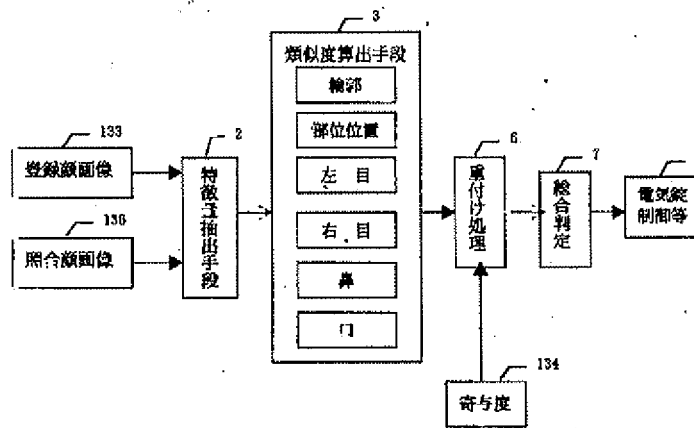 3
類似度算出手段
輪郭
部位位置
左 目
右 目
鼻
口
133
登録顔画像
136
照合顔画像
2
特徴量抽出手段
6
重付け処理
7
総合判定
電気錠
制御等
134
寄与度